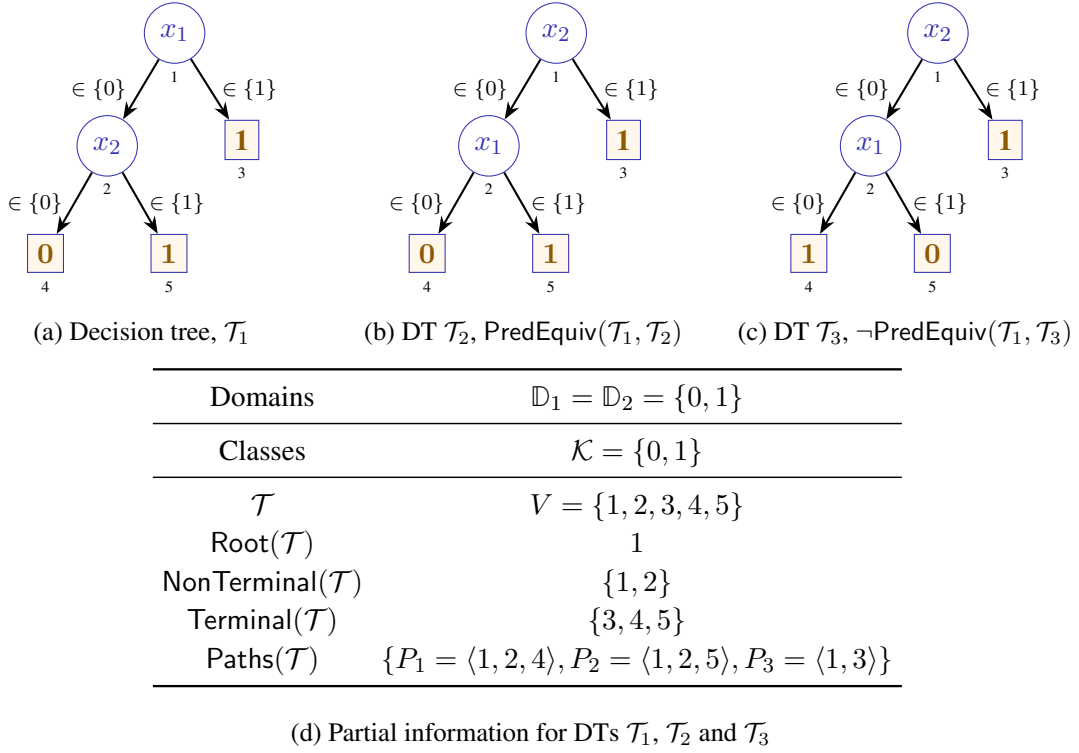 x₁ x₂ x₂
1 1 1
∈ {0} ∈ {1} ∈ {0} ∈ {1} ∈ {0} ∈ {1}
x₂ 1 x₁ 1 x₁ 1
2 3 2 3 2 3
∈ {0} ∈ {1} ∈ {0} ∈ {1} ∈ {0} ∈ {1}
0 1 0 1 1 0
4 5 4 5 4 5
(a) Decision tree, 𝒯₁ (b) DT 𝒯₂, PredEquiv(𝒯₁, 𝒯₂) (c) DT 𝒯₃, ¬PredEquiv(𝒯₁, 𝒯₃)
Domains 𝔻₁ = 𝔻₂ = {0, 1}
Classes 𝒦 = {0, 1}
𝒯 V = {1, 2, 3, 4, 5}
Root(𝒯) 1
NonTerminal(𝒯) {1, 2}
Terminal(𝒯) {3, 4, 5}
Paths(𝒯) {P₁ = ⟨1, 2, 4⟩, P₂ = ⟨1, 2, 5⟩, P₃ = ⟨1, 3⟩}
(d) Partial information for DTs 𝒯₁, 𝒯₂ and 𝒯₃